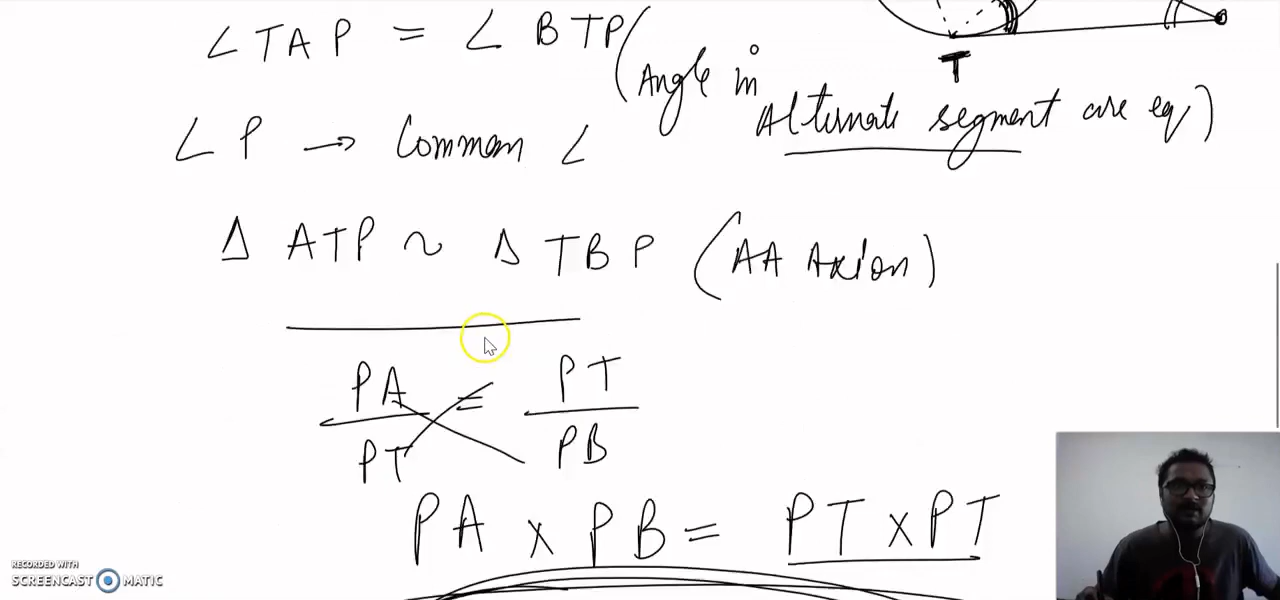 ∠ TAP = ∠ BTP (Angle in
Alternate segment are eq)
T
∠ P → Common ∠
Δ ATP ~ Δ TBP (AA Axion)
PA = PT
PT PB
PA x PB = PT x PT
RECORDED WITH
SCREENCAST MATIC